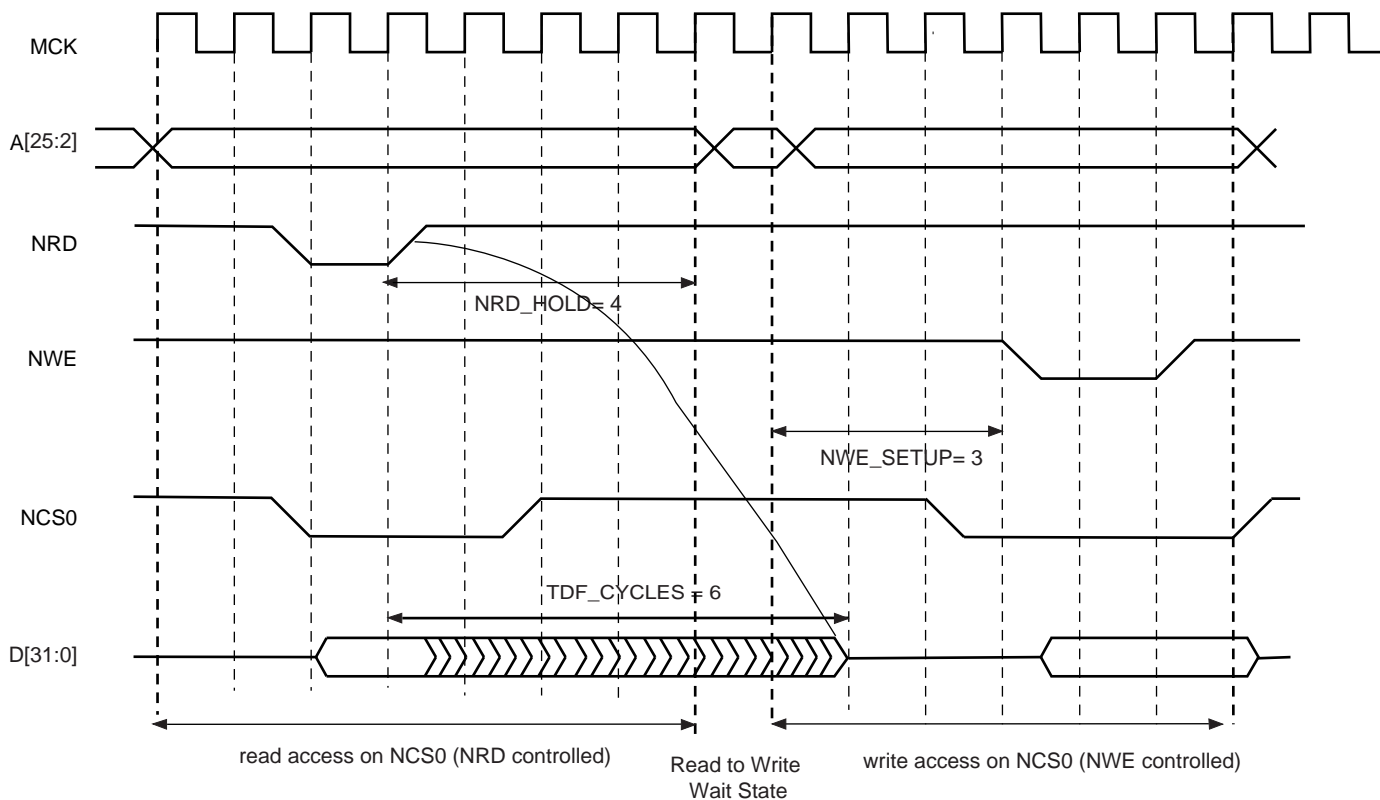 MCK
A[25:2]
NRD
NRD_HOLD= 4
NWE
NWE_SETUP= 3
NCS0
TDF_CYCLES = 6
D[31:0]
read access on NCS0 (NRD controlled)
Read to Write
Wait State
write access on NCS0 (NWE controlled)